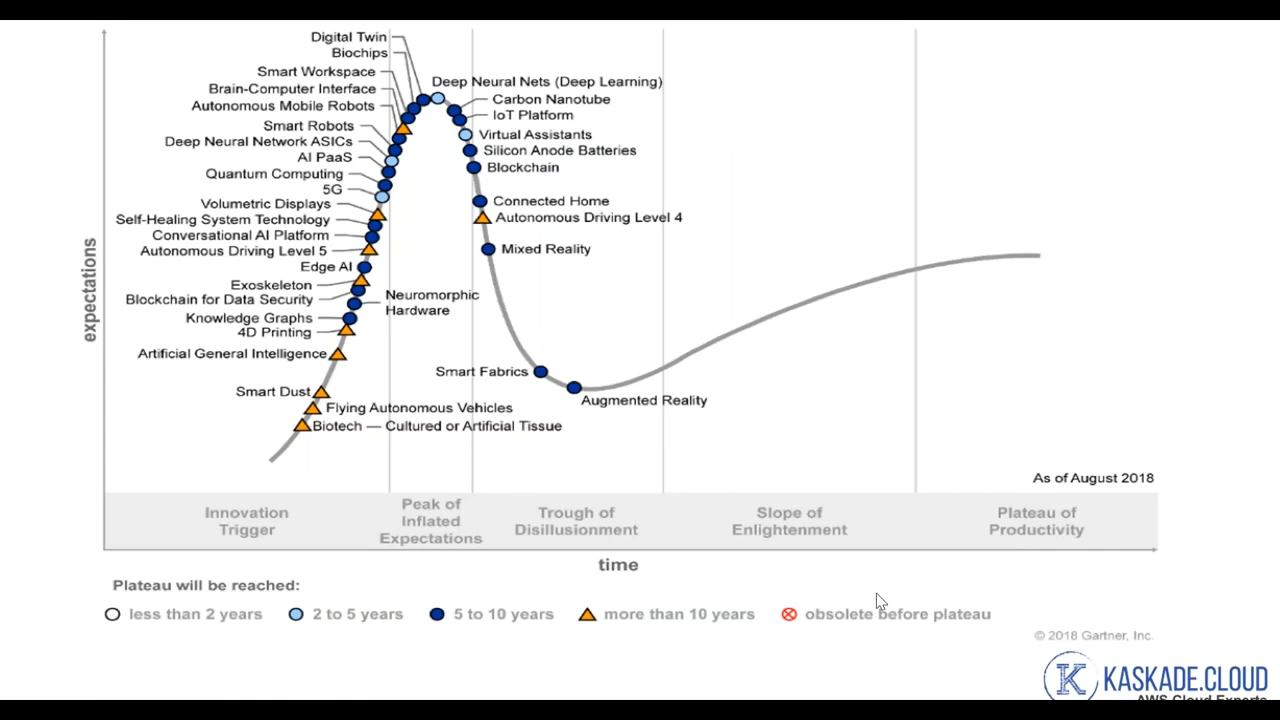 Digital Twin
Biochips
Smart Workspace
Brain-Computer Interface
Autonomous Mobile Robots
Smart Robots
Deep Neural Network ASICs
AI PaaS
Quantum Computing
5G
Volumetric Displays
Self-Healing System Technology
Conversational AI Platform
Autonomous Driving Level 5
Edge AI
Exoskeleton
Blockchain for Data Security
Neuromorphic
Hardware
Knowledge Graphs
4D Printing
Artificial General Intelligence
Smart Dust
Flying Autonomous Vehicles
Biotech — Cultured or Artificial Tissue
Deep Neural Nets (Deep Learning)
Carbon Nanotube
IoT Platform
Virtual Assistants
Silicon Anode Batteries
Blockchain
Connected Home
Autonomous Driving Level 4
Mixed Reality
Smart Fabrics
Augmented Reality
expectations
As of August 2018
Innovation
Trigger
Peak of
Inflated
Expectations
Trough of
Disillusionment
Slope of
Enlightenment
Plateau of
Productivity
time
Plateau will be reached:
less than 2 years
2 to 5 years
5 to 10 years
more than 10 years
obsolete before plateau
© 2018 Gartner, Inc.
K
KASKADE.CLOUD
AWS Cloud Experts